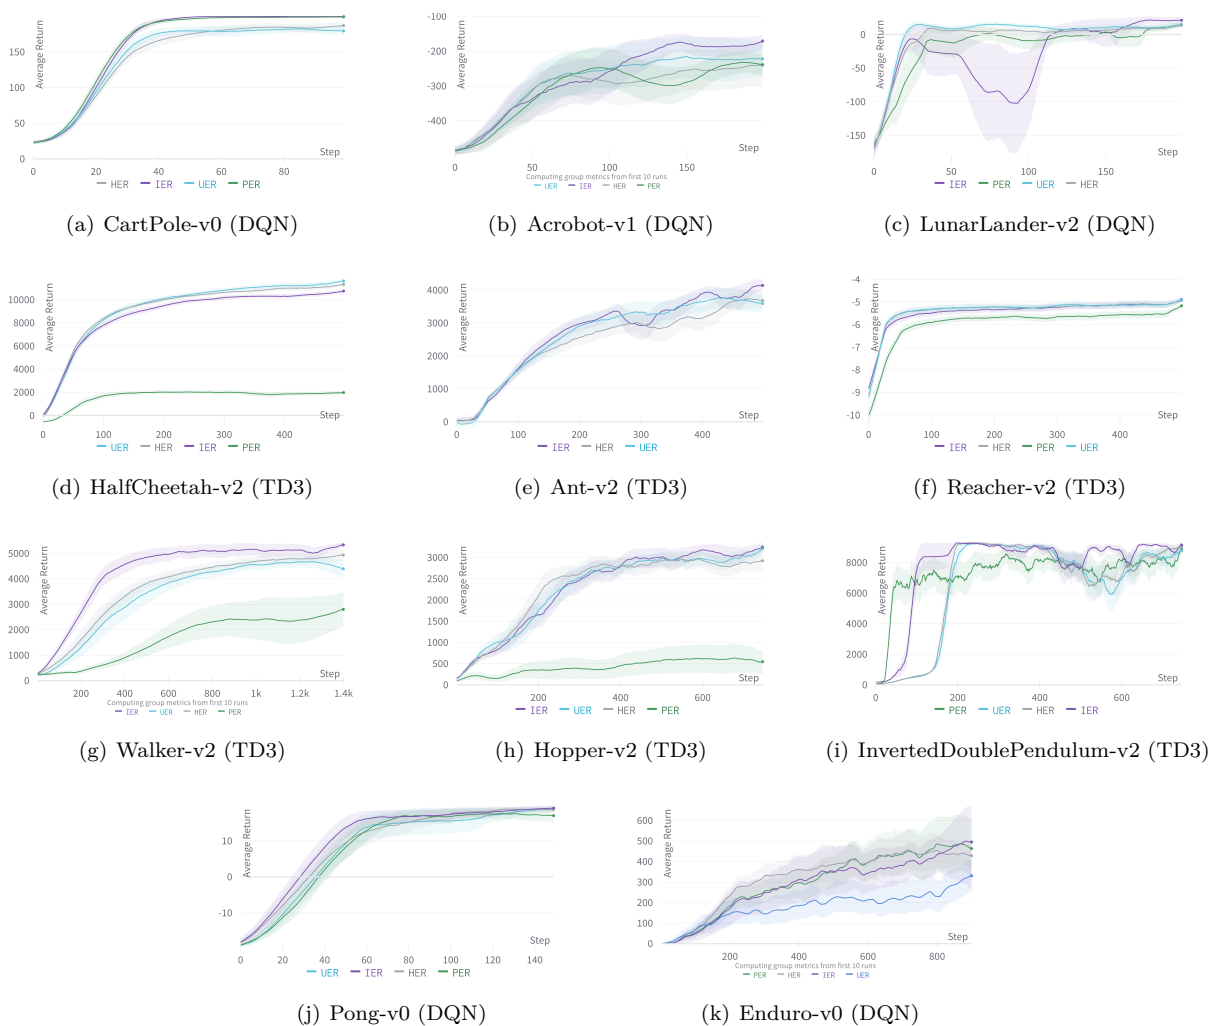 Average Return
150
100
50
0
0 20 40 60 80
Step
HER IER UER PER
(a) CartPole-v0 (DQN)
Average Return
-100
-200
-300
-400
0 50 100 150
Step
Computing group metrics from first 10 runs
UER IER HER PER
(b) Acrobot-v1 (DQN)
Average Return
0
-50
-100
-150
0 50 100 150
Step
IER PER UER HER
(c) LunarLander-v2 (DQN)
Average Return
10000
8000
6000
4000
2000
0
0 100 200 300 400
Step
UER HER IER PER
(d) HalfCheetah-v2 (TD3)
Average Return
4000
3000
2000
1000
0
0 100 200 300 400
Step
IER HER UER
(e) Ant-v2 (TD3)
Average Return
-4
-5
-6
-7
-8
-9
-10
0 100 200 300 400
Step
IER HER PER UER
(f) Reacher-v2 (TD3)
Average Return
5000
4000
3000
2000
1000
0
200 400 600 800 1k 1.2k 1.4k
Step
Computing group metrics from first 10 runs
IER UER HER PER
(g) Walker-v2 (TD3)
Average Return
3000
2500
2000
1500
1000
500
0
200 400 600
Step
IER UER HER PER
(h) Hopper-v2 (TD3)
Average Return
8000
6000
4000
2000
0
0 200 400 600
Step
PER UER HER IER
(i) InvertedDoublePendulum-v2 (TD3)
Average Return
10
0
-10
0 20 40 60 80 100 120 140
Step
UER IER HER PER
(j) Pong-v0 (DQN)
Average Return
600
500
400
300
200
100
0
200 400 600 800
Step
Computing group metrics from first 10 runs
PER HER IER UER
(k) Enduro-v0 (DQN)